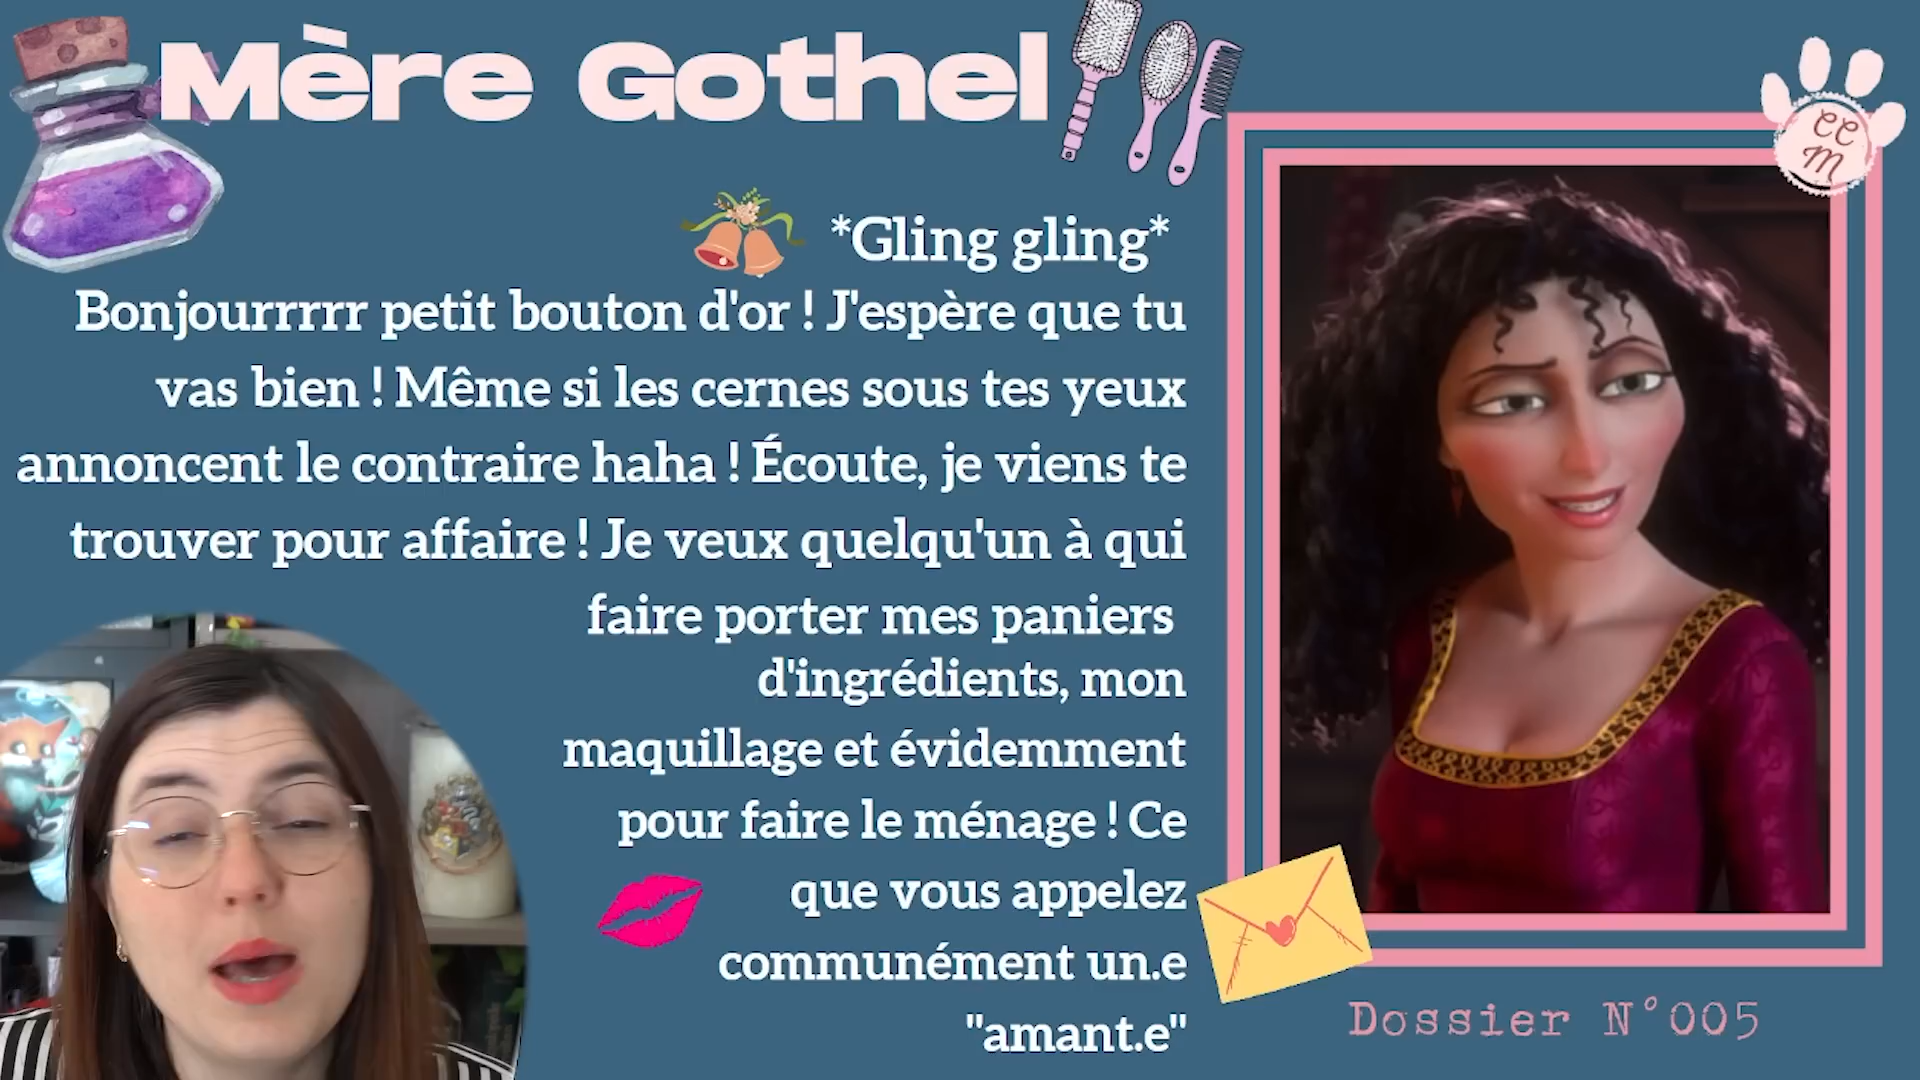 Mère Gothel
eem
*Gling gling*
Bonjourrrrr petit bouton d'or ! J'espère que tu
vas bien ! Même si les cernes sous tes yeux
annoncent le contraire haha ! Écoute, je viens te
trouver pour affaire ! Je veux quelqu'un à qui
faire porter mes paniers
d'ingrédients, mon
maquillage et évidemment
pour faire le ménage ! Ce
que vous appelez
communément un.e
"amant.e"
Dossier N°005